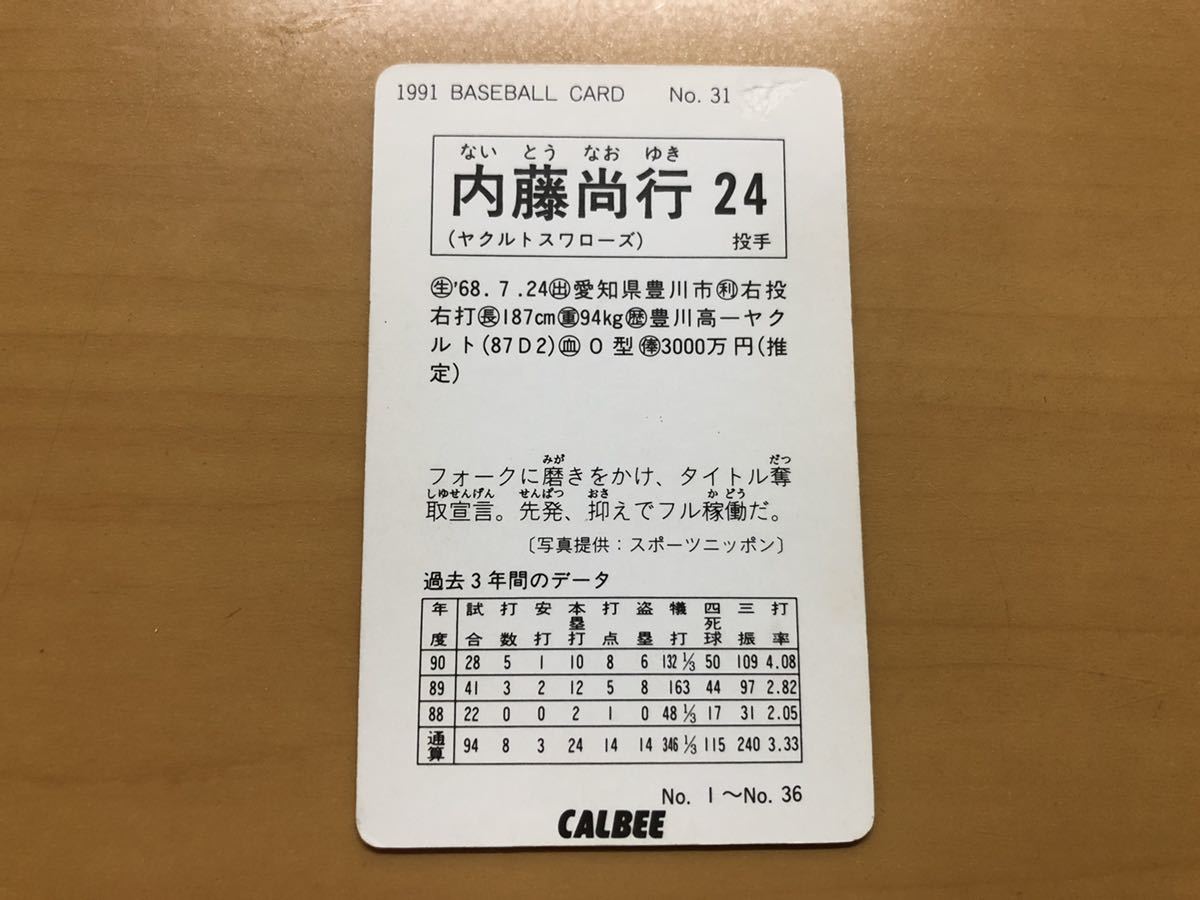 1991 BASEBALL CARD No. 31
ない とう なお ゆき
内藤尚行 24
(ヤクルトスワローズ) 投手
㊤'68.7.24㊤愛知県豊川市㊤右投
右打㊤187cm㊤94kg㊤豊川高―ヤク
ルト(87D2)㊤O型㊤3000万円(推
定)
みが だつ
フォークに磨きをかけ、タイトル奪
しゆせんげん せんぱつ おさ か どう
取宣言。先発、抑えでフル稼働だ。
〔写真提供:スポーツニッポン〕
過去3年間のデータ
年度 試合 打数 安打 本塁打 打点 盗塁 犠打 四死球 三振 打率
90 28 5 1 10 8 6 132 1/3 50 109 4.08
89 41 3 2 12 5 8 163 44 97 2.82
88 22 0 0 2 1 0 48 1/3 17 31 2.05
通算 94 8 3 24 14 14 346 1/3 115 240 3.33
No. 1~No. 36
CALBEE